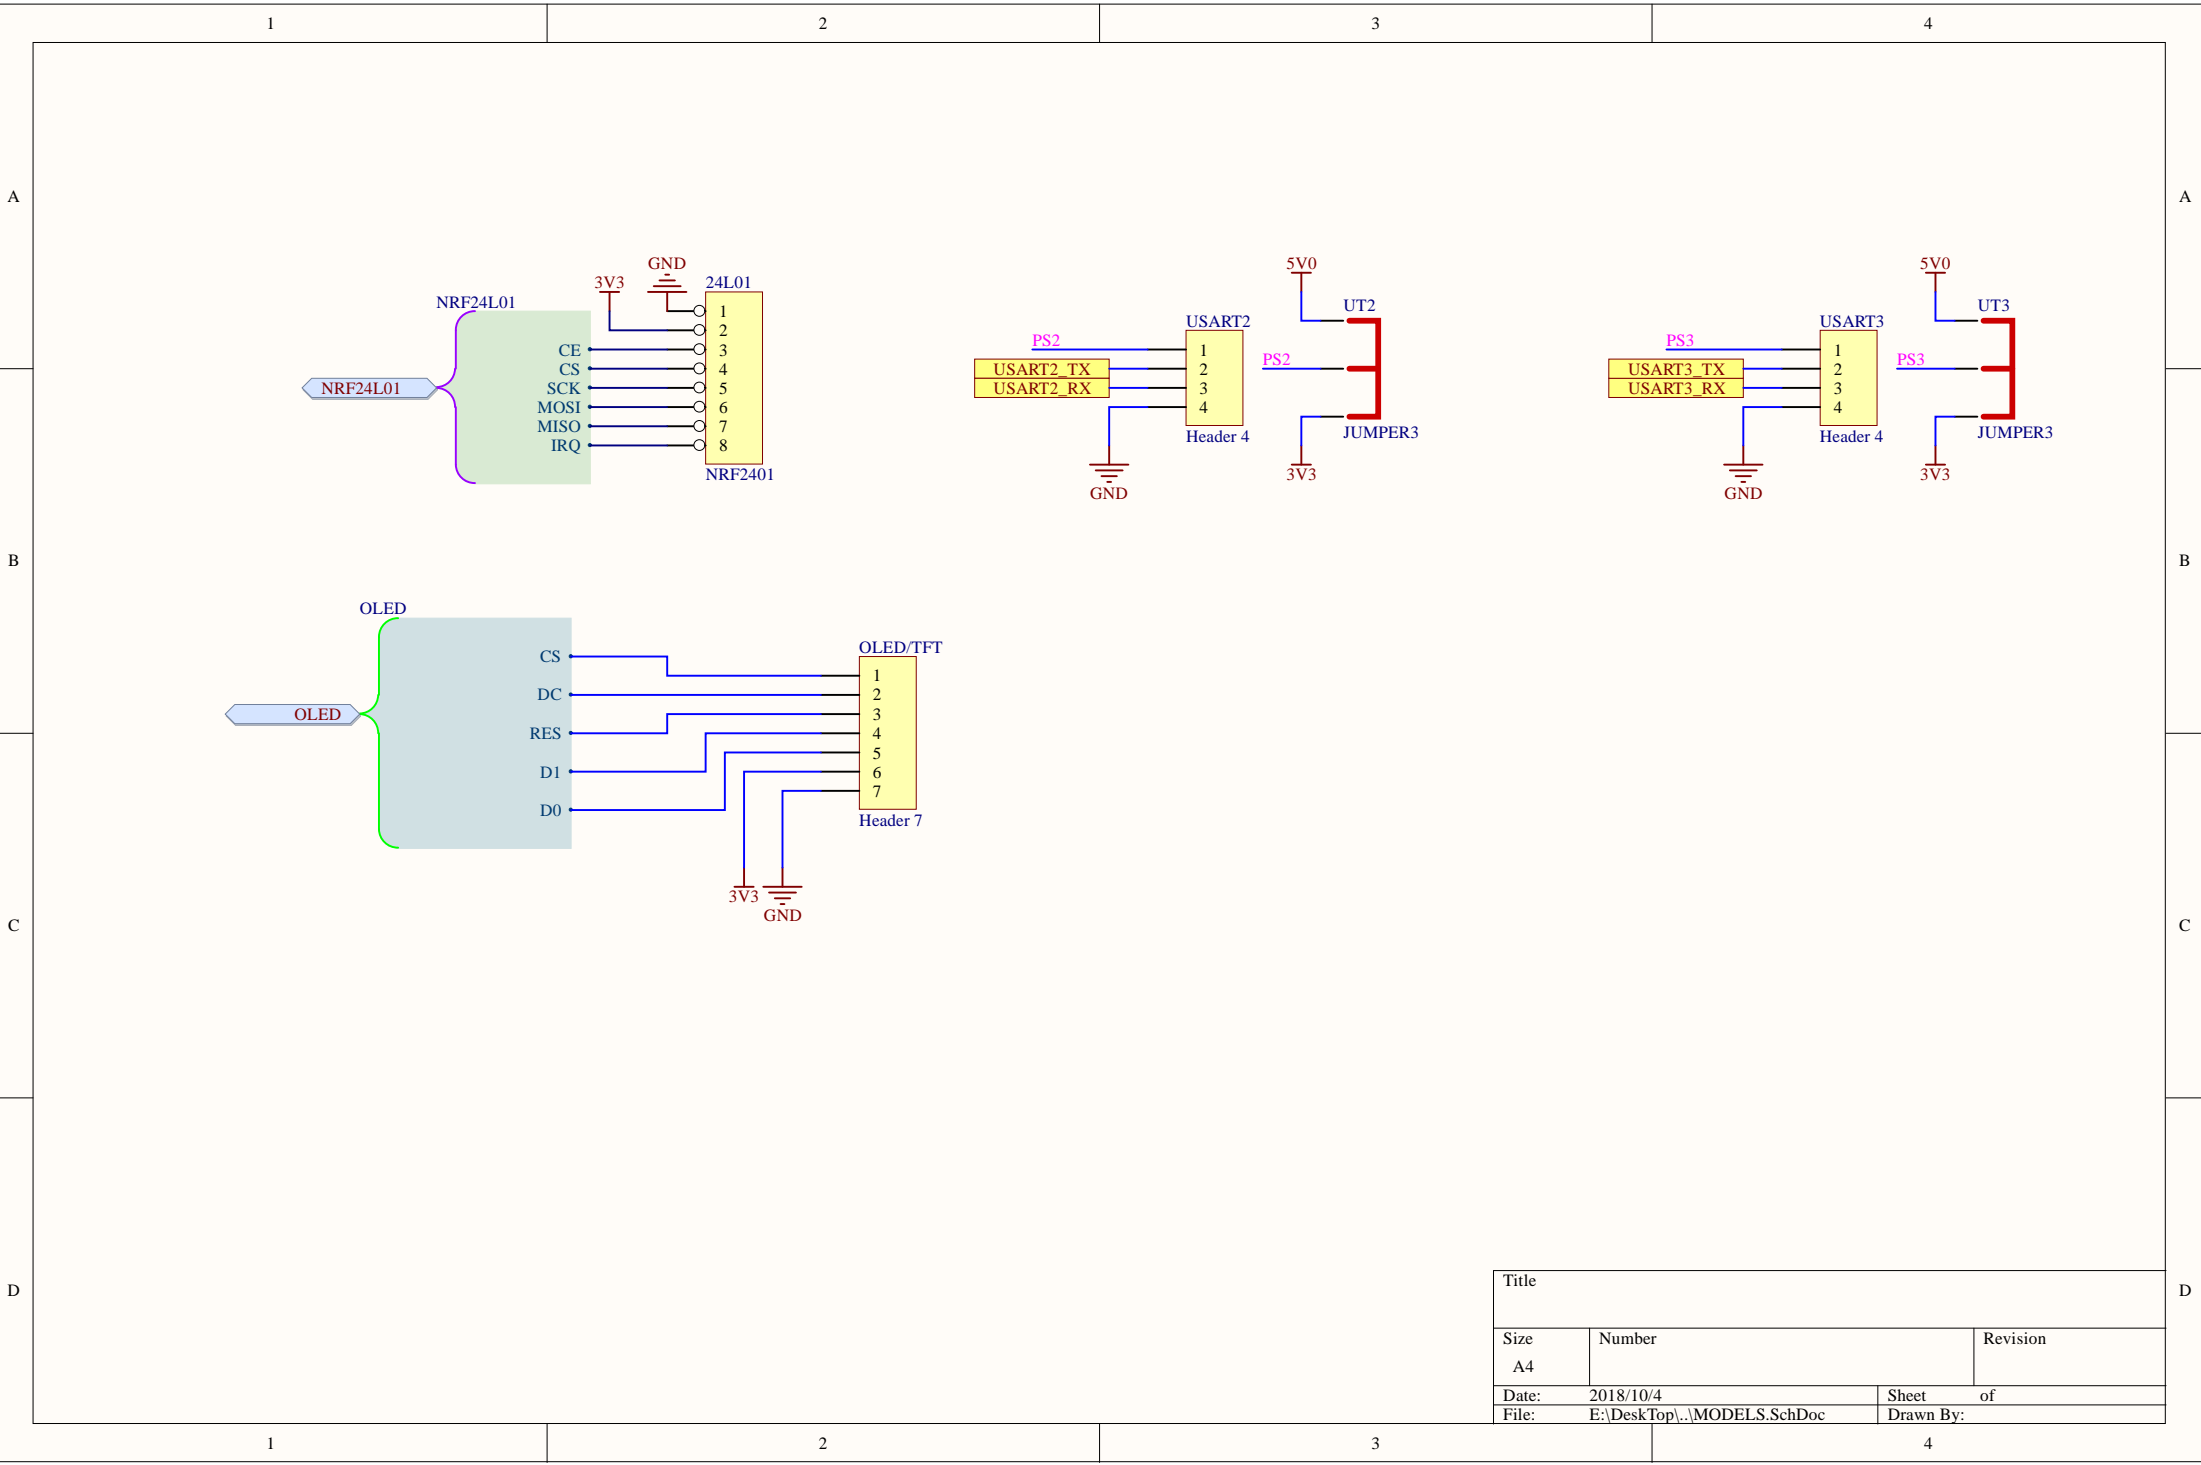 1 2 3 4
A A
GND
3V3
24L01
NRF24L01
1
2
CE 3
CS 4
SCK 5
MOSI 6
MISO 7
IRQ 8
NRF24L01
NRF2401
5V0
UT2
USART2
PS2
1
USART2_TX 2
USART2_RX 3
4
PS2
Header 4
JUMPER3
GND
3V3
5V0
UT3
USART3
PS3
1
USART3_TX 2
USART3_RX 3
4
PS3
Header 4
JUMPER3
GND
3V3
B B
OLED
OLED
CS
DC
RES
D1
D0
OLED/TFT
1
2
3
4
5
6
7
Header 7
3V3
GND
C C
D D
Title
Size Number Revision
A4
Date: 2018/10/4 Sheet of
File: E:\DeskTop\..\MODELS.SchDoc Drawn By:
1 2 3 4